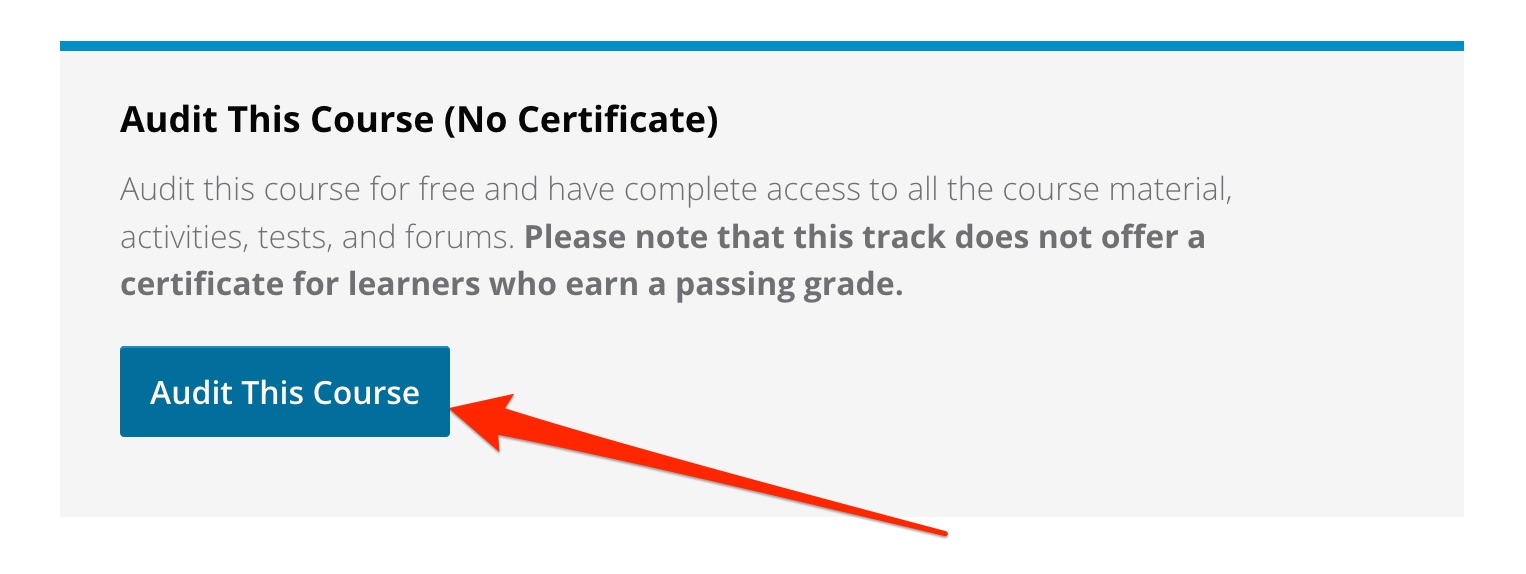 Audit This Course (No Certificate)
Audit this course for free and have complete access to all the course material,
activities, tests, and forums. Please note that this track does not offer a
certificate for learners who earn a passing grade.
Audit This Course